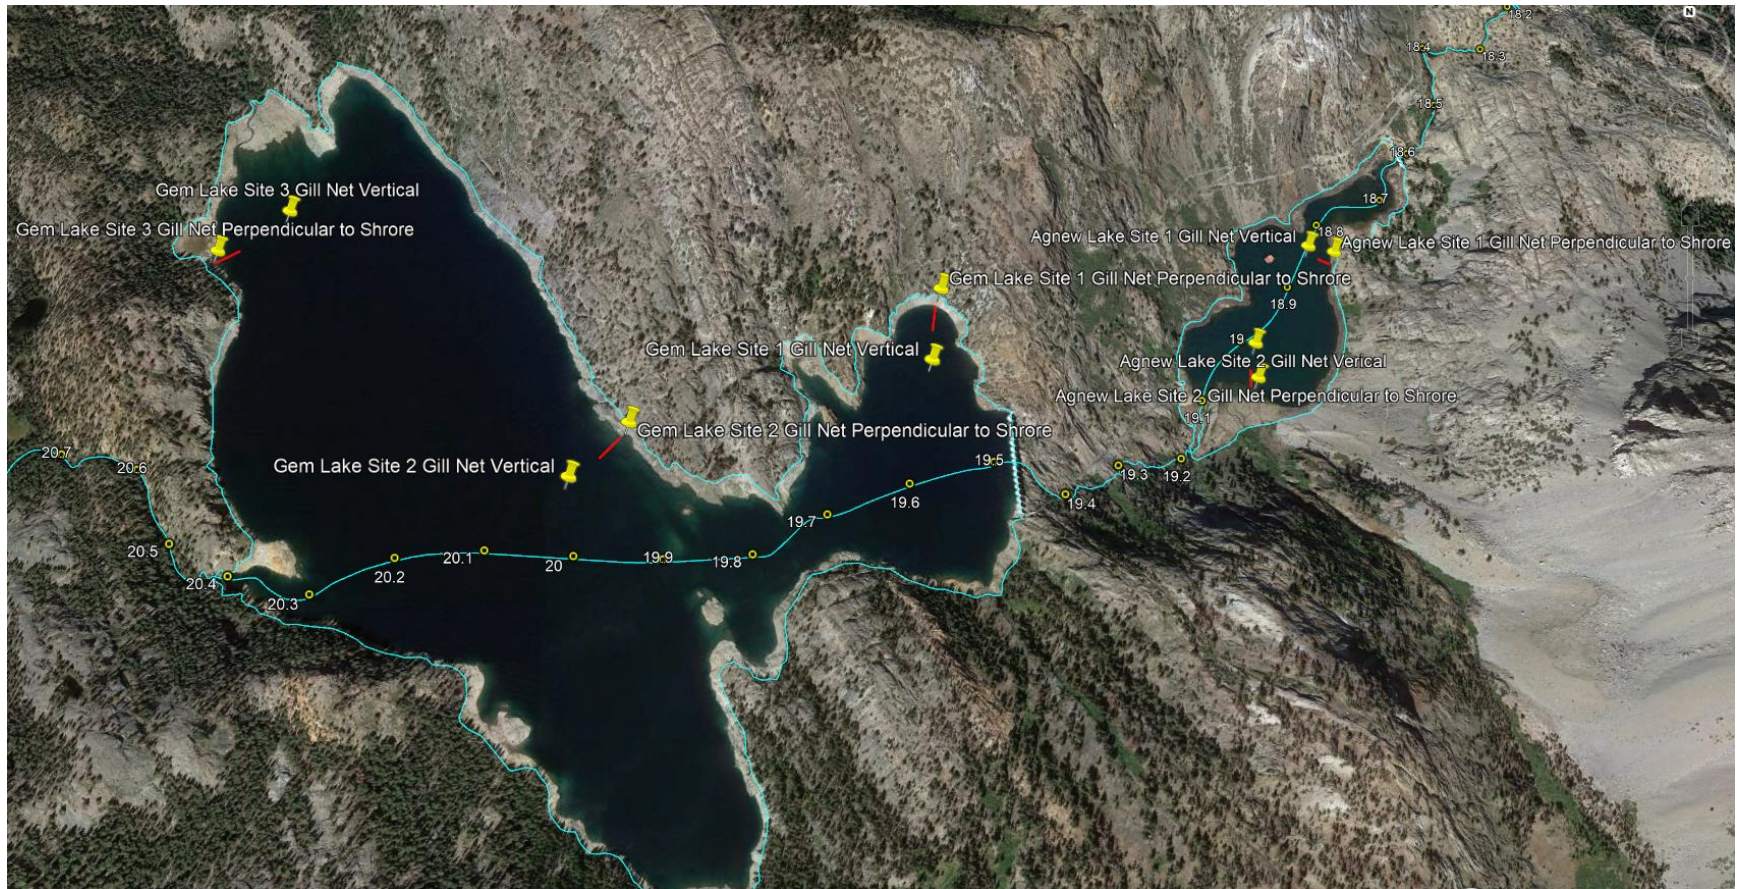 N
18.2
18.4
18.3
18.5
18.6
Gem Lake Site 3 Gill Net Vertical
18.7
Gem Lake Site 3 Gill Net Perpendicular to Shrore
18.8
Agnew Lake Site 1 Gill Net Vertical
Agnew Lake Site 1 Gill Net Perpendicular to Shrore
Gem Lake Site 1 Gill Net Perpendicular to Shrore
18.9
19
Gem Lake Site 1 Gill Net Vertical
Agnew Lake Site 2 Gill Net Verical
Agnew Lake Site 2 Gill Net Perpendicular to Shrore
19.1
Gem Lake Site 2 Gill Net Perpendicular to Shrore
20.7
20.6
Gem Lake Site 2 Gill Net Vertical
19.5
19.3
19.2
19.6
19.4
19.7
20.5
20.1
20
19.9
19.8
20.2
20.4
20.3